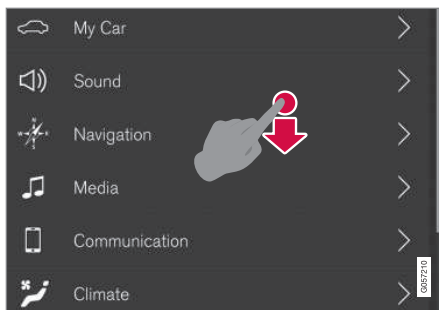 My Car
Sound
Navigation
Media
Communication
Climate
G057210